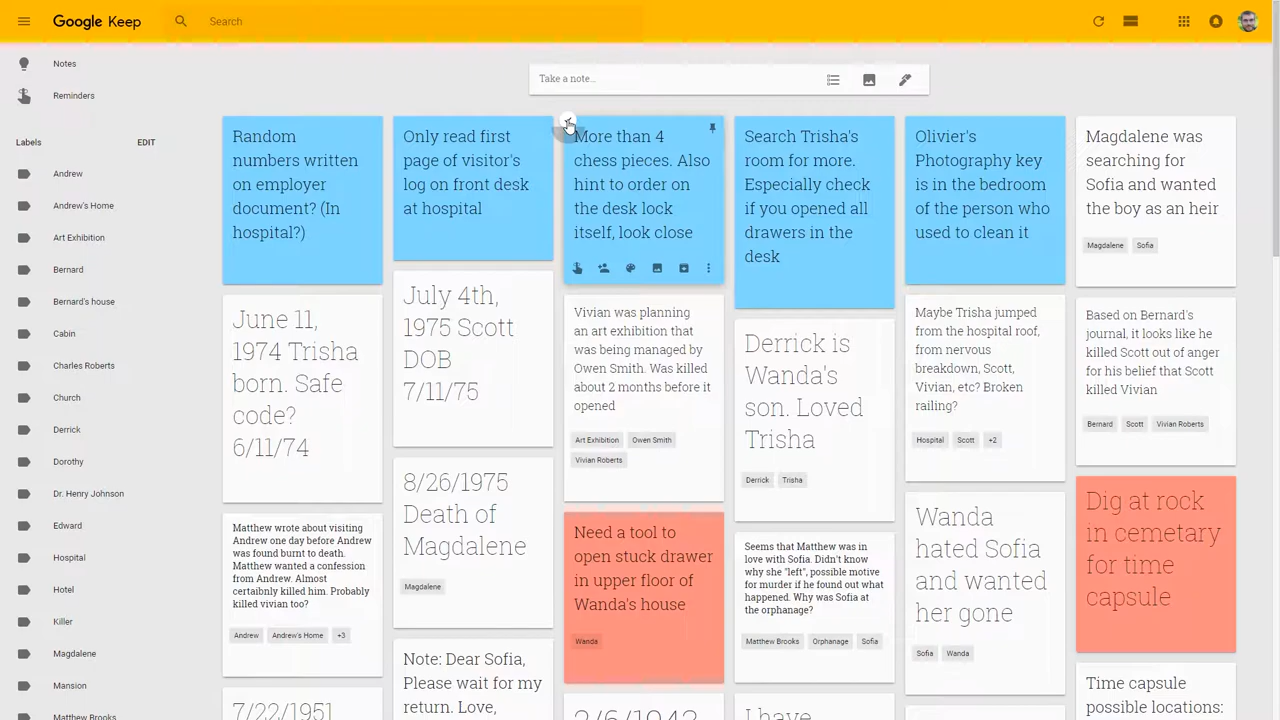 Google Keep
Search
Notes
Reminders
Labels
EDIT
Andrew
Andrew's Home
Art Exhibition
Bernard
Bernard's house
Cabin
Charles Roberts
Church
Derrick
Dorothy
Dr. Henry Johnson
Edward
Hospital
Hotel
Killer
Magdalene
Mansion
Matthew Brooks
Take a note...
Random
numbers written
on employer
document? (In
hospital?)
June 11,
1974 Trisha
born. Safe
code?
6/11/74
Matthew wrote about visiting
Andrew one day before Andrew
was found burnt to death.
Matthew wanted a confession
from Andrew. Almost
certaibnly killed him. Probably
killed vivian too?
Andrew
Andrew's Home
+3
7/22/1951
Only read first
page of visitor's
log on front desk
at hospital
July 4th,
1975 Scott
DOB
7/11/75
8/26/1975
Death of
Magdalene
Magdalene
Note: Dear Sofia,
Please wait for my
return. Love,
More than 4
chess pieces. Also
hint to order on
the desk lock
itself, look close
Vivian was planning
an art exhibition that
was being managed by
Owen Smith. Was killed
about 2 months before it
opened
Art Exhibition
Owen Smith
Vivian Roberts
Need a tool to
open stuck drawer
in upper floor of
Wanda's house
Wanda
Search Trisha's
room for more.
Especially check
if you opened all
drawers in the
desk
Derrick is
Wanda's
son. Loved
Trisha
Derrick
Trisha
Seems that Matthew was in
love with Sofia. Didn't know
why she "left", possible motive
for murder if he found out what
happened. Why was Sofia at
the orphanage?
Matthew Brooks
Orphanage
Sofia
I have
Olivier's
Photography key
is in the bedroom
of the person who
used to clean it
Maybe Trisha jumped
from the hospital roof,
from nervous
breakdown, Scott,
Vivian, etc? Broken
railing?
Hospital
Scott
+2
Wanda
hated Sofia
and wanted
her gone
Sofia
Wanda
Magdalene was
searching for
Sofia and wanted
the boy as an heir
Magdalene
Sofia
Based on Bernard's
journal, it looks like he
killed Scott out of anger
for his belief that Scott
killed Vivian
Bernard
Scott
Vivian Roberts
Dig at rock
in cemetary
for time
capsule
Time capsule
possible locations: